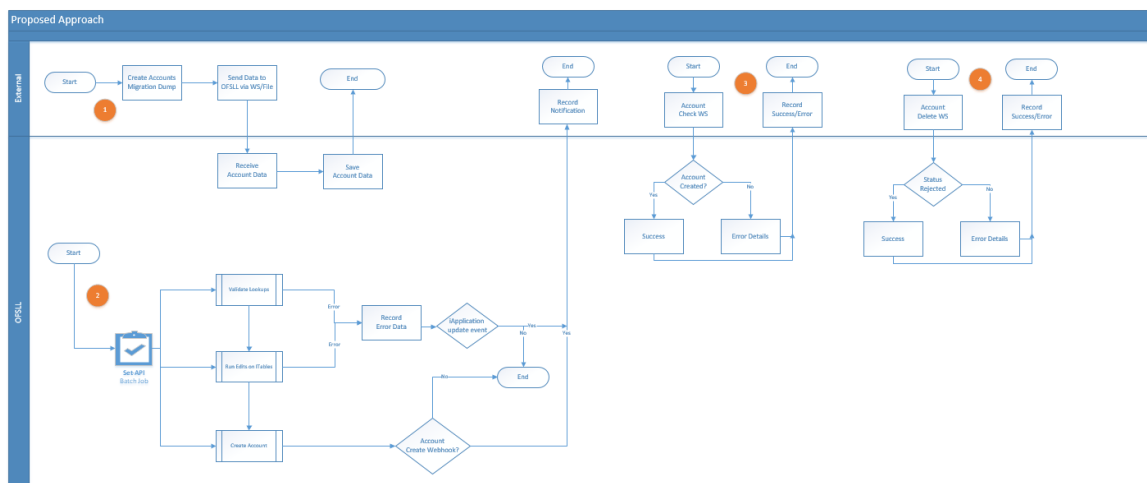 Proposed Approach
External
Start
1
Create Accounts
Migration Dump
Send Data to
OFSLL via WS/File
End
Receive
Account Data
Save
Account Data
End
Record
Notification
Start
3
Account
Check WS
End
Record
Success/Error
Account
Created?
Yes
No
Success
Error Details
Start
4
Account
Delete WS
End
Record
Success/Error
Status
Rejected
Yes
No
Success
Error Details
OFSLL
Start
2
Set-API
Batch Job
Validate Lookups
Error
Run Edits on iTables
Error
Create Account
Record
Error Data
iApplication
update event
Yes
No
Yes
End
No
Account
Create Webhook?